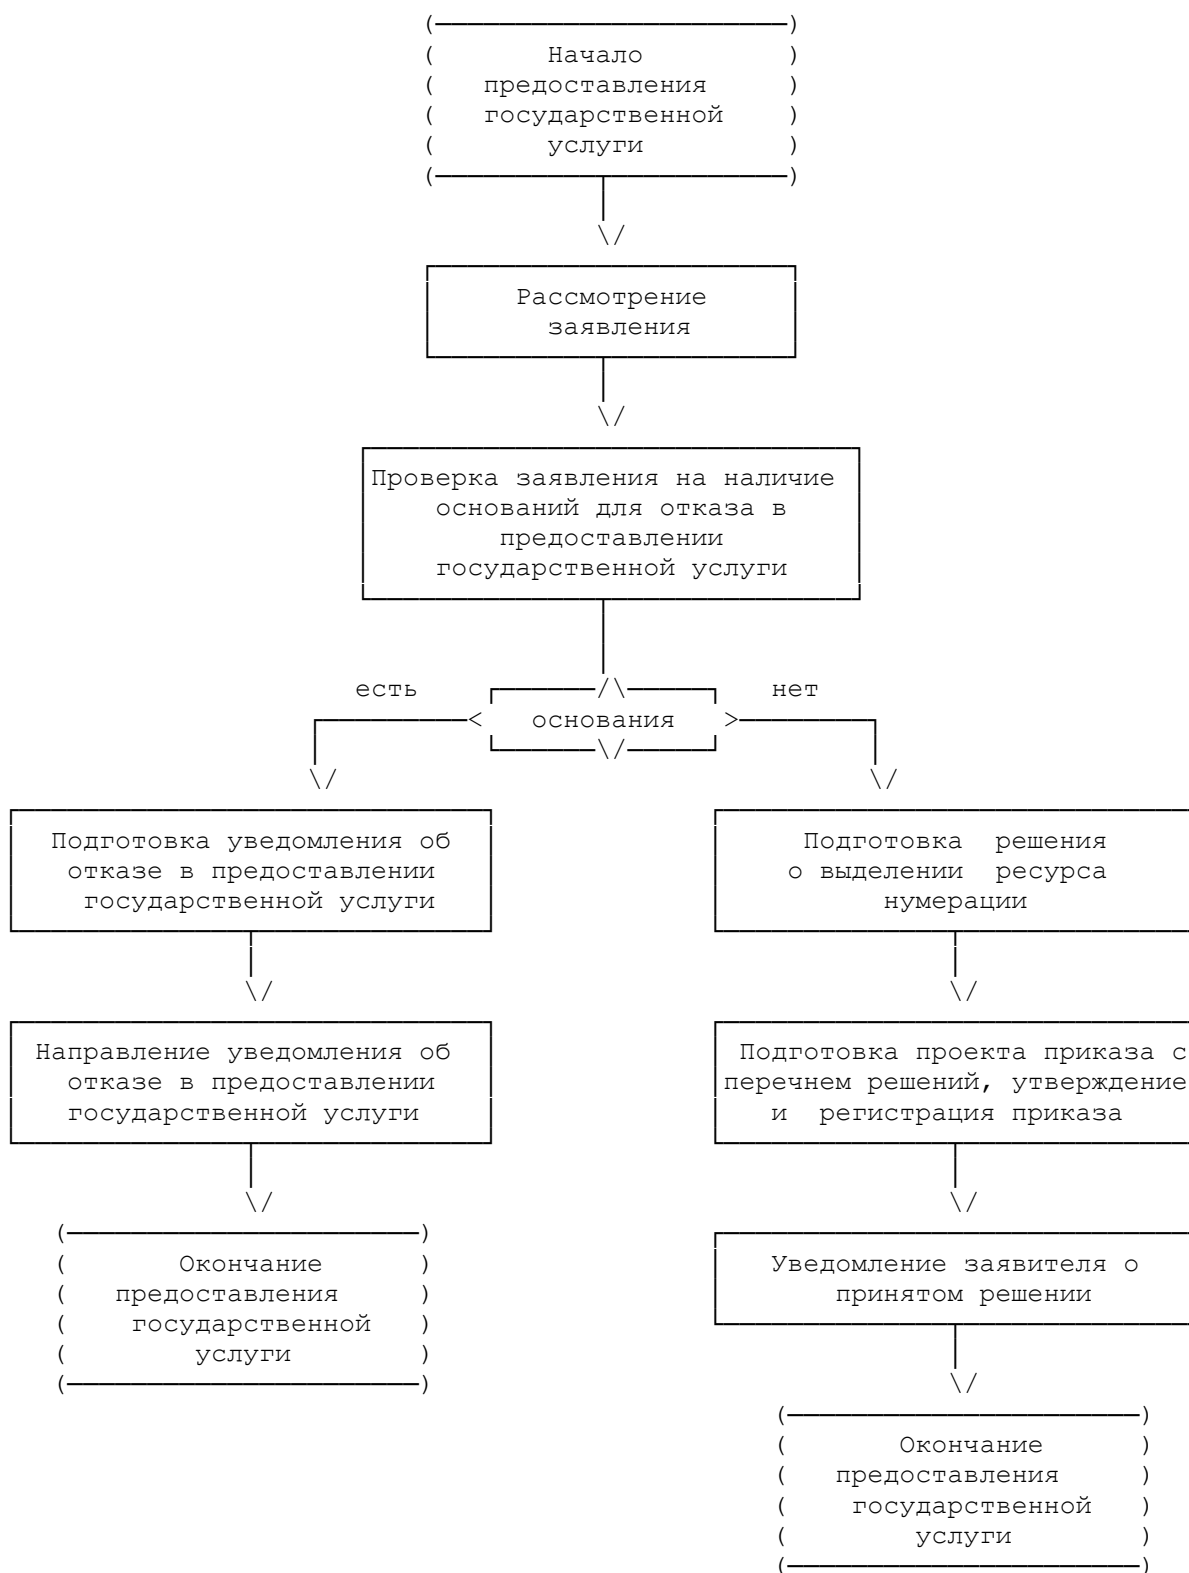 Начало
предоставления
государственной
услуги
Рассмотрение
заявления
Проверка заявления на наличие
оснований для отказа в
предоставлении
государственной услуги
есть
нет
основания
Подготовка уведомления об
отказе в предоставлении
государственной услуги
Подготовка решения
о выделении ресурса
нумерации
Направление уведомления об
отказе в предоставлении
государственной услуги
Подготовка проекта приказа с
перечнем решений, утверждение
и регистрация приказа
Окончание
предоставления
государственной
услуги
Уведомление заявителя о
принятом решении
Окончание
предоставления
государственной
услуги